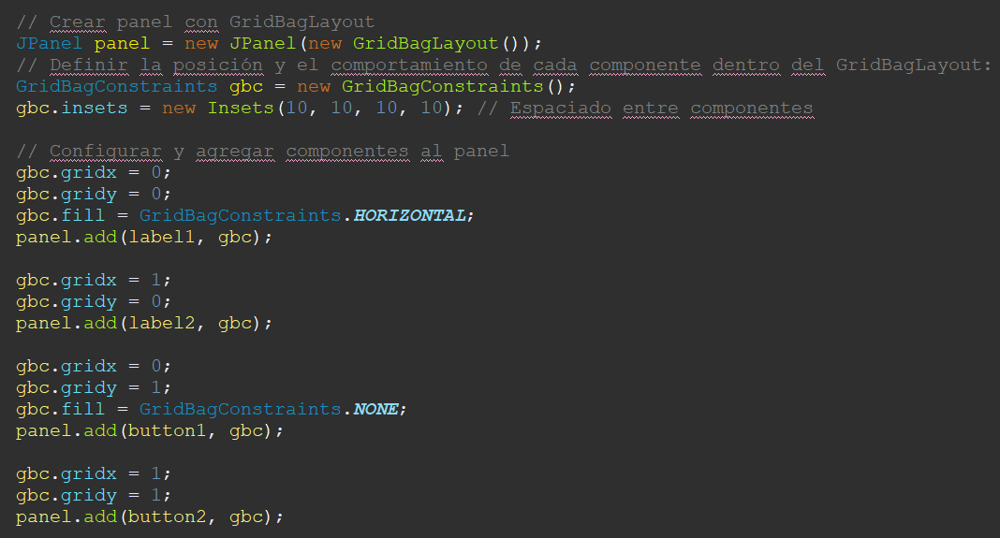 // Crear panel con GridBagLayout
JPanel panel = new JPanel(new GridBagLayout());
// Definir la posición y el comportamiento de cada componente dentro del GridBagLayout:
GridBagConstraints gbc = new GridBagConstraints();
gbc.insets = new Insets(10, 10, 10, 10); // Espaciado entre componentes

// Configurar y agregar componentes al panel
gbc.gridx = 0;
gbc.gridy = 0;
gbc.fill = GridBagConstraints.HORIZONTAL;
panel.add(label1, gbc);

gbc.gridx = 1;
gbc.gridy = 0;
panel.add(label2, gbc);

gbc.gridx = 0;
gbc.gridy = 1;
gbc.fill = GridBagConstraints.NONE;
panel.add(button1, gbc);

gbc.gridx = 1;
gbc.gridy = 1;
panel.add(button2, gbc);